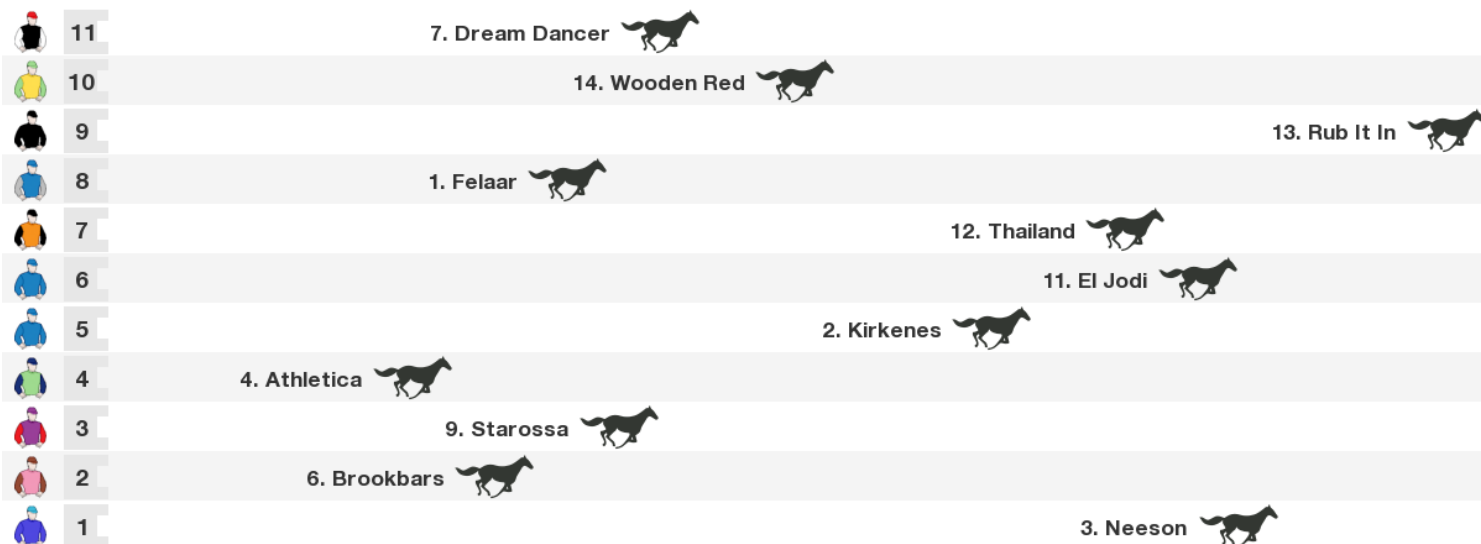 11 7. Dream Dancer
10 14. Wooden Red
9 13. Rub It In
8 1. Felaar
7 12. Thailand
6 11. El Jodi
5 2. Kirkenes
4 4. Athletica
3 9. Starossa
2 6. Brookbars
1 3. Neeson